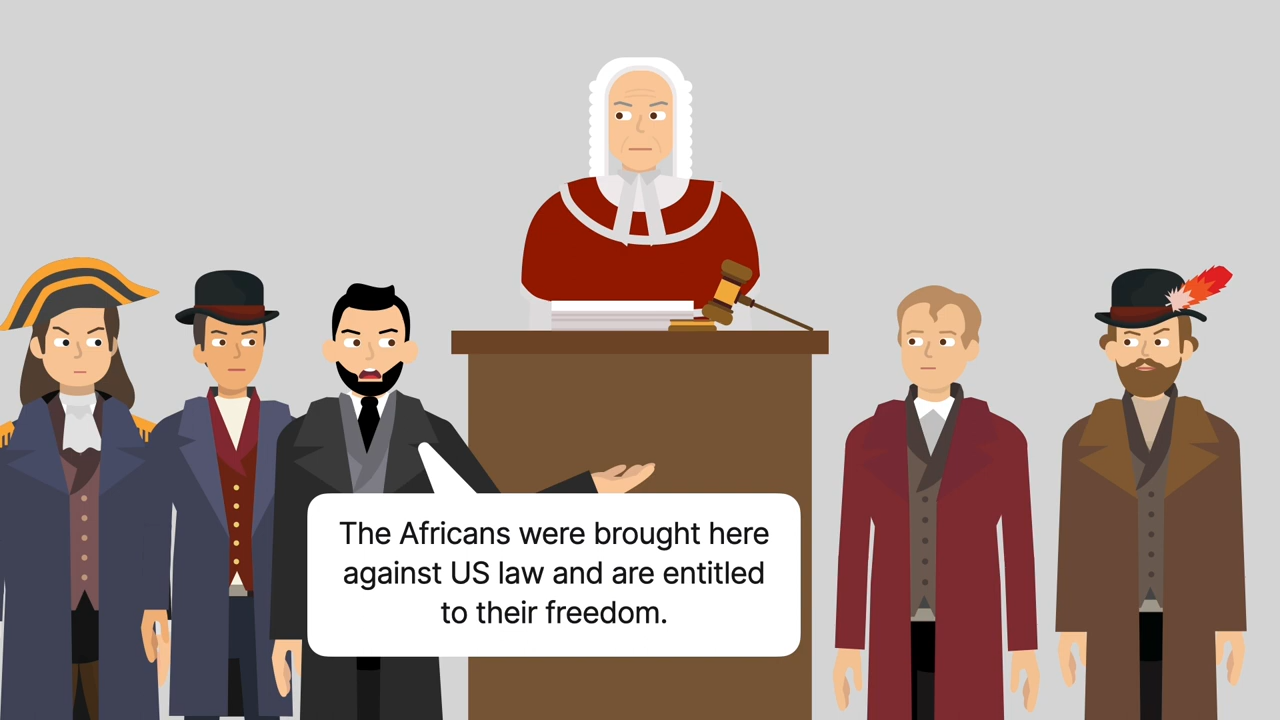 The Africans were brought here
against US law and are entitled
to their freedom.